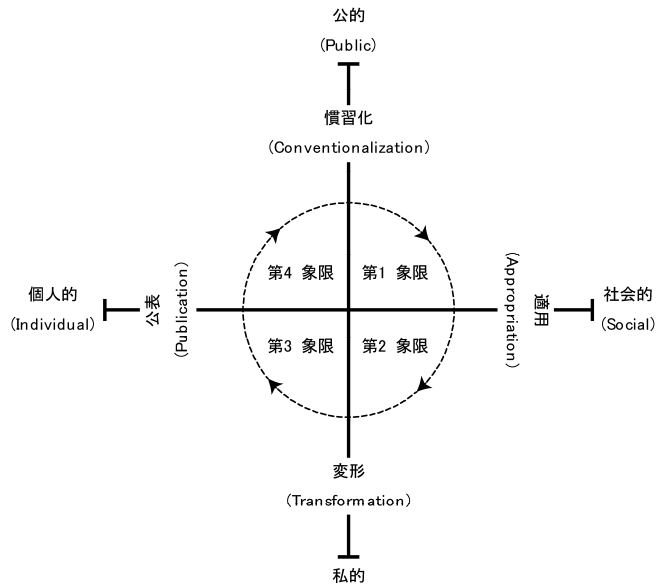 公的
(Public)
慣習化
(Conventionalization)
第4 象限
第1 象限
個人的
(Individual)
公表
(Publication)
(Appropriation)
適用
社会的
(Social)
第3 象限
第2 象限
変形
(Transformation)
私的